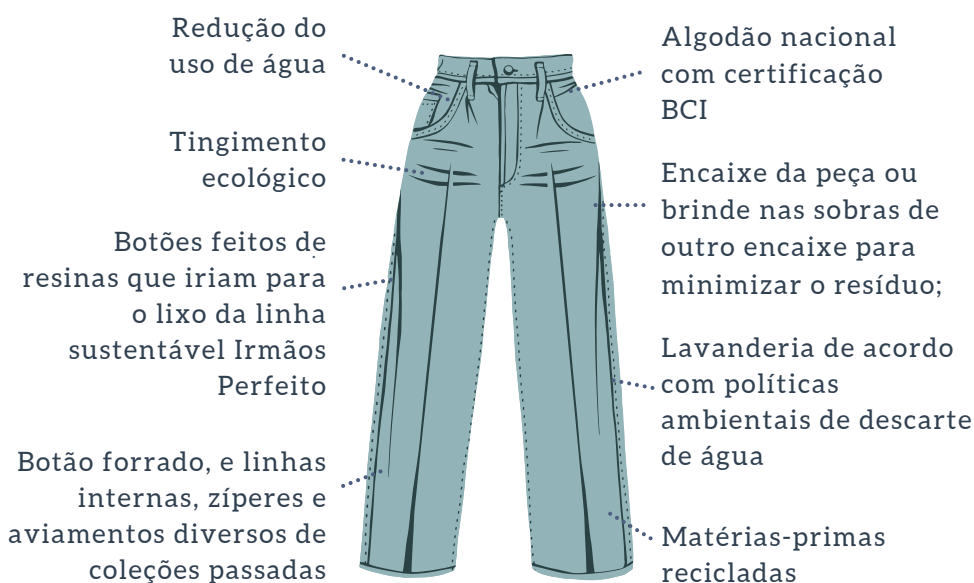 Redução do
uso de água
Tingimento
ecológico
Botões feitos de
resinas que iriam para
o lixo da linha
sustentável Irmãos
Perfeito
Botão forrado, e linhas
internas, zíperes e
aviamentos diversos de
coleções passadas
Algodão nacional
com certificação
BCI
Encaixe da peça ou
brinde nas sobras de
outro encaixe para
minimizar o resíduo;
Lavanderia de acordo
com políticas
ambientais de descarte
de água
Matérias-primas
recicladas